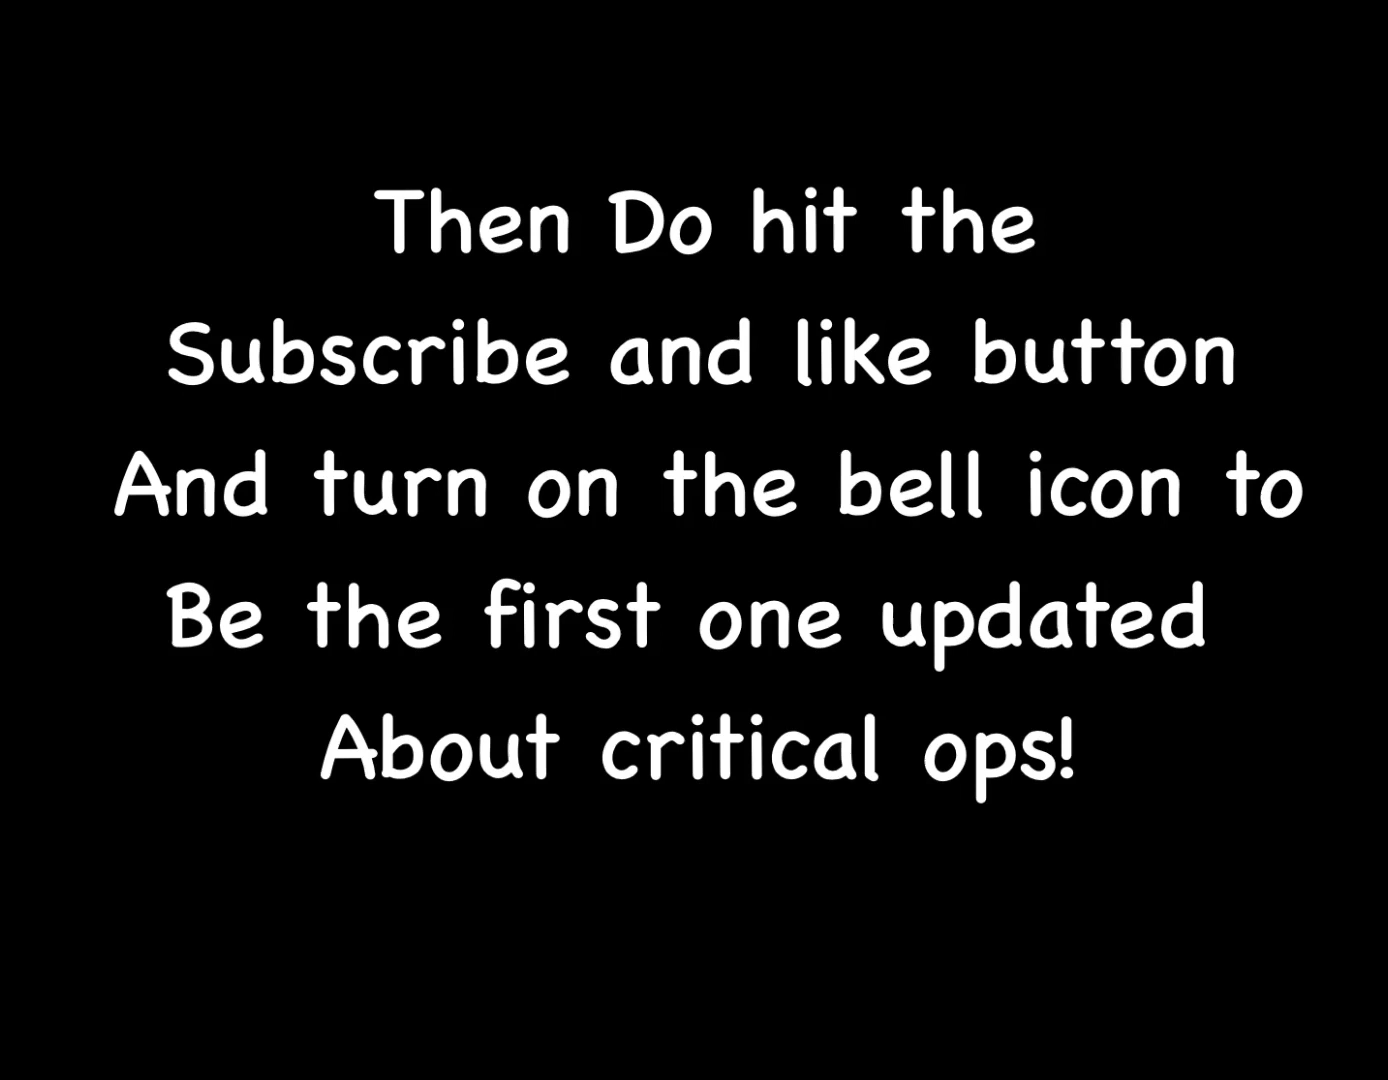 Then Do hit the
Subscribe and like button
And turn on the bell icon to
Be the first one updated
About critical ops!